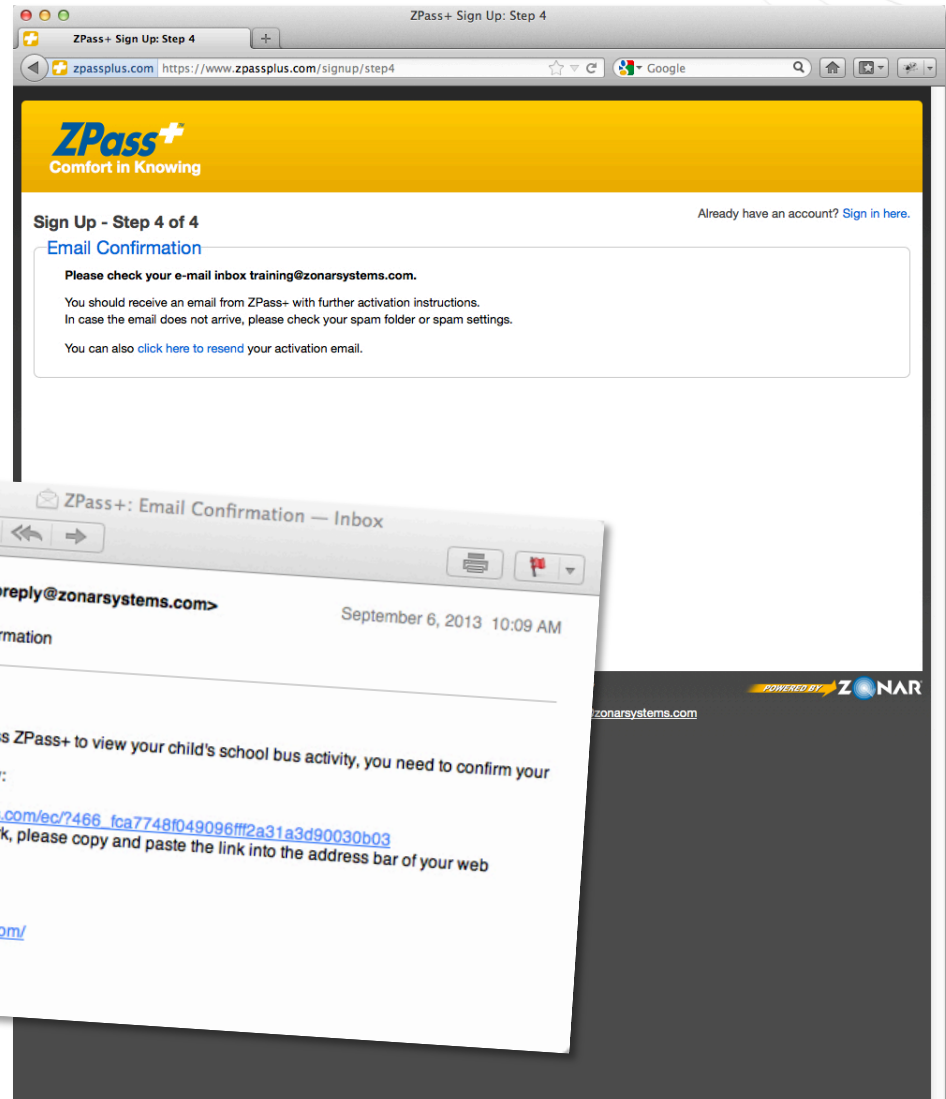 ZPass+ Sign Up: Step 4
ZPass+ Sign Up: Step 4
zpassplus.com https://www.zpassplus.com/signup/step4
Google
ZPass+™
Comfort in Knowing
Already have an account? Sign in here.
Sign Up - Step 4 of 4
Email Confirmation
Please check your e-mail inbox training@zonarsystems.com.
You should receive an email from ZPass+ with further activation instructions.
In case the email does not arrive, please check your spam folder or spam settings.
You can also click here to resend your activation email.
POWERED BY ZONAR
zonarsystems.com
ZPass+: Email Confirmation — Inbox
reply@zonarsystems.com>
September 6, 2013 10:09 AM
rmation
s ZPass+ to view your child's school bus activity, you need to confirm your
:
.com/ec/?466_fca7748f049096fff2a31a3d90030b03
k, please copy and paste the link into the address bar of your web
om/